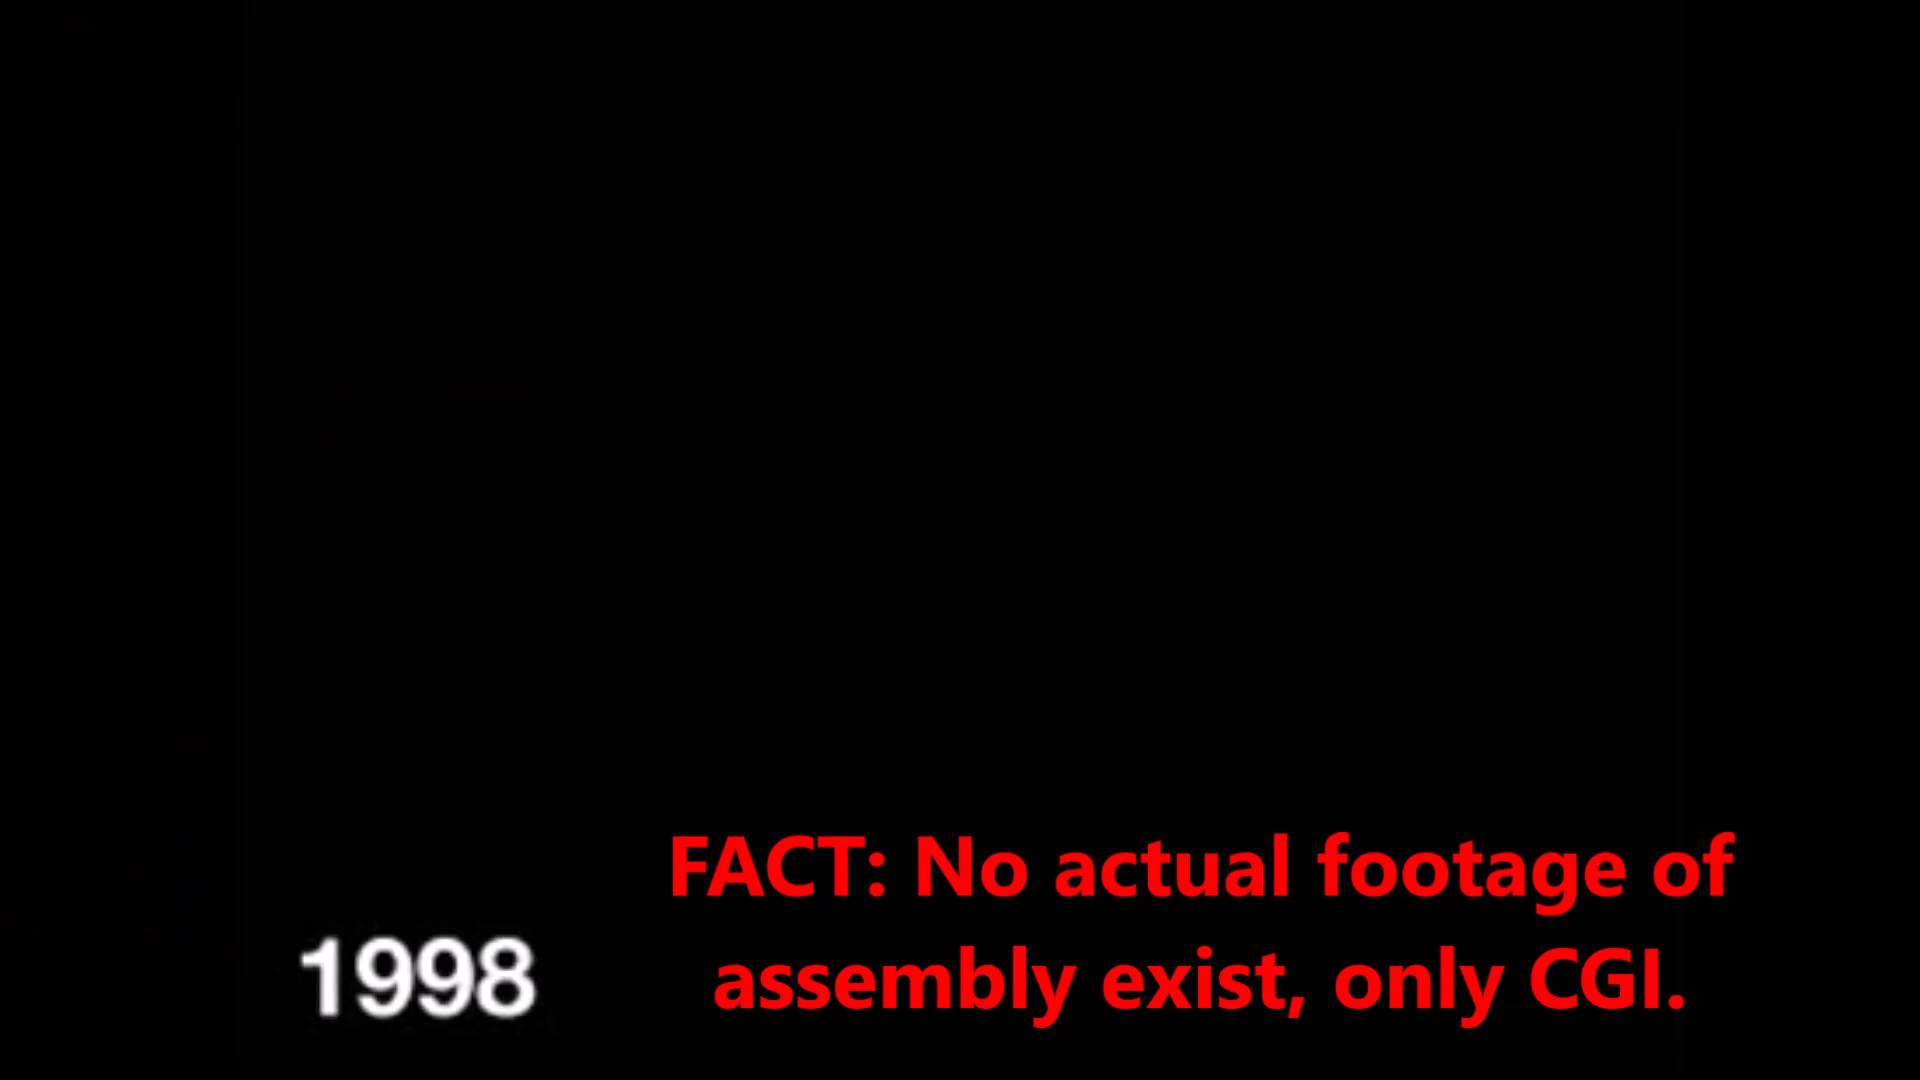 FACT: No actual footage of
assembly exist, only CGI.
1998